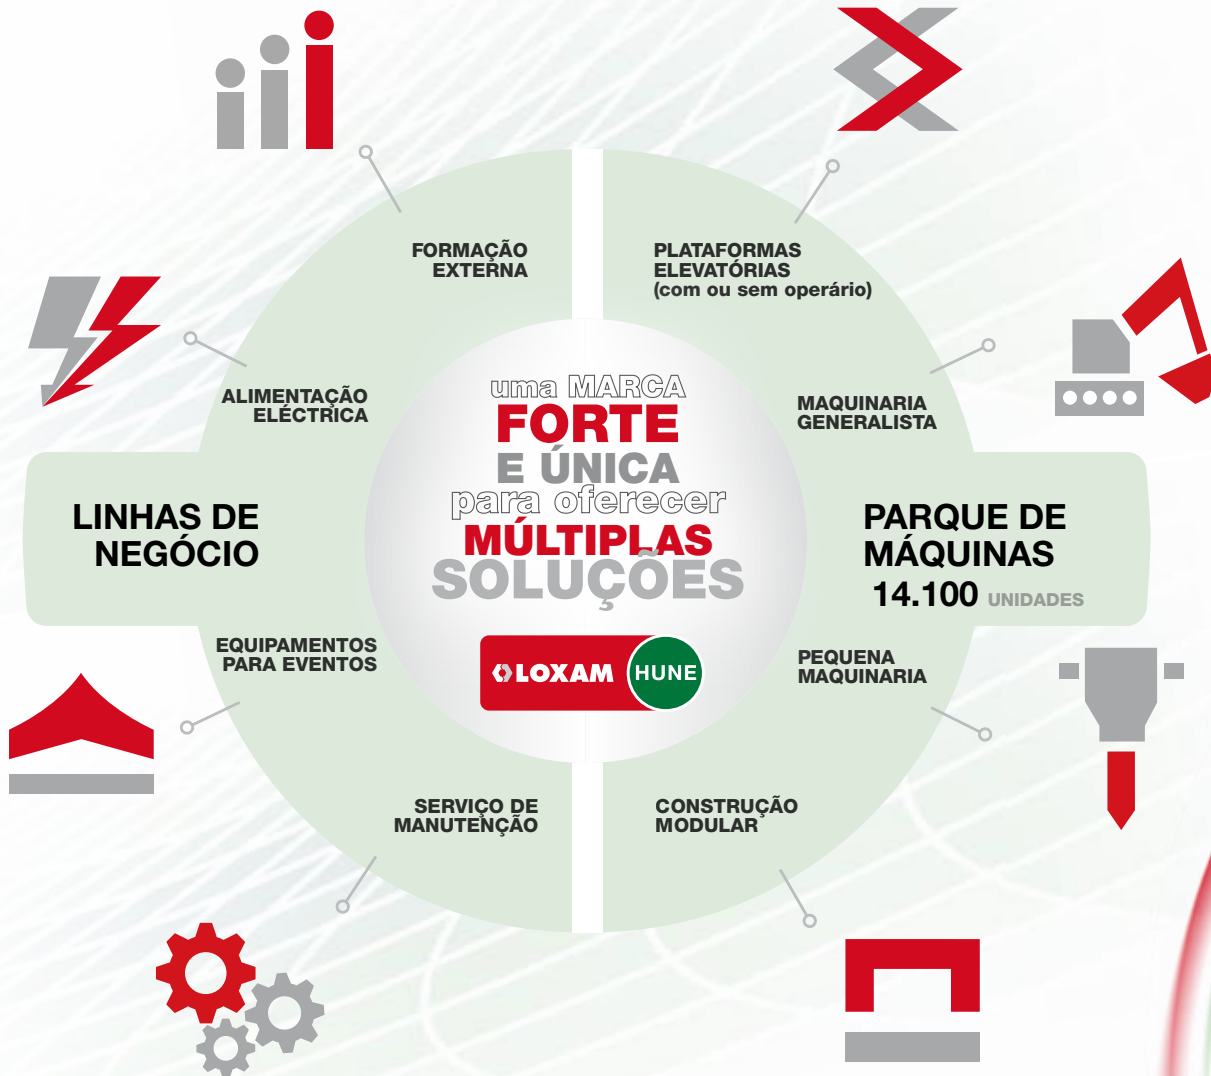 FORMAÇÃO
EXTERNA
PLATAFORMAS
ELEVATÓRIAS
(com ou sem operário)
ALIMENTAÇÃO
ELÉCTRICA
MAQUINARIA
GENERALISTA
uma MARCA
FORTE
E ÚNICA
para oferecer
MÚLTIPLAS
SOLUÇÕES
LOXAM HUNE
LINHAS DE
NEGÓCIO
PARQUE DE
MÁQUINAS
14.100 UNIDADES
EQUIPAMENTOS
PARA EVENTOS
PEQUENA
MAQUINARIA
SERVIÇO DE
MANUTENÇÃO
CONSTRUÇÃO
MODULAR